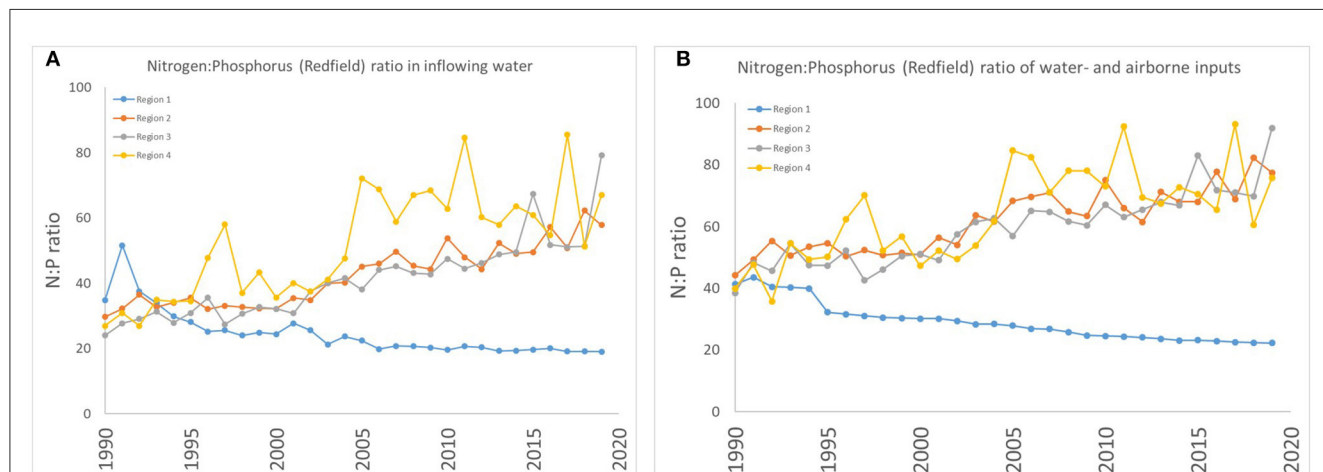 A
Nitrogen:Phosphorus (Redfield) ratio in inflowing water
100
80
60
40
20
0
N:P ratio
Region 1
Region 2
Region 3
Region 4
1990
1995
2000
2005
2010
2015
2020
B
Nitrogen:Phosphorus (Redfield) ratio of water- and airborne inputs
100
80
60
40
20
0
N:P ratio
Region 1
Region 2
Region 3
Region 4
1990
1995
2000
2005
2010
2015
2020